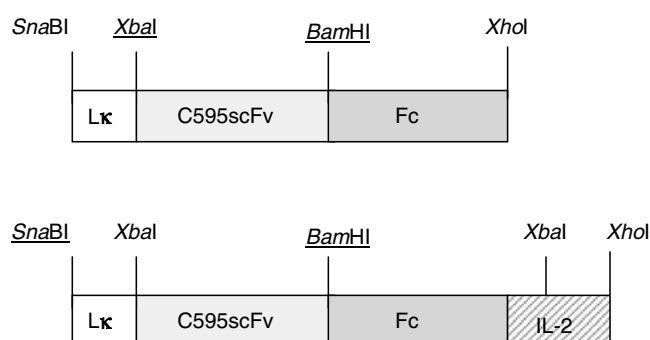 SnaBI XbaI BamHI XhoI
Lκ C595scFv Fc
SnaBI XbaI BamHI XbaI XhoI
Lκ C595scFv Fc IL-2